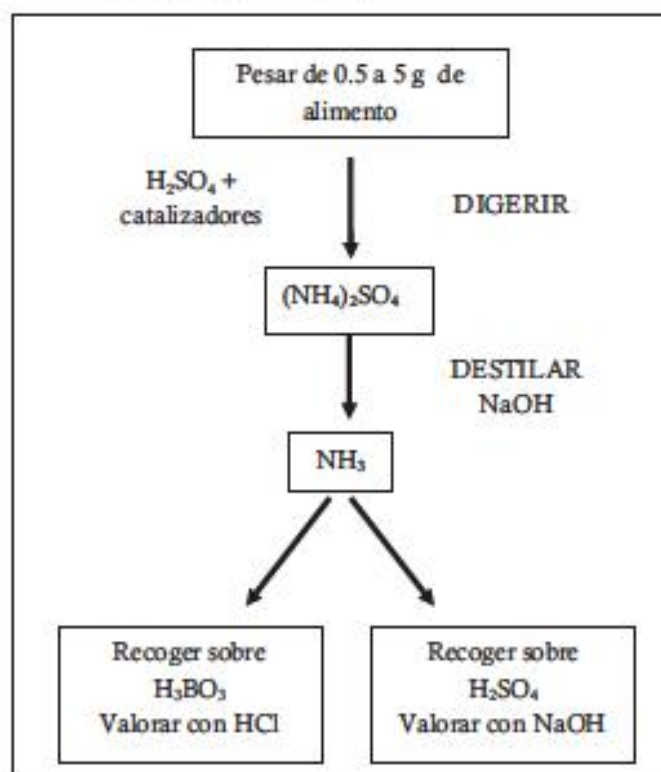 Pesar de 0.5 a 5 g de
alimento
H₂SO₄ +
catalizadores
DIGERIR
(NH₄)₂SO₄
DESTILAR
NaOH
NH₃
Recoger sobre
H₃BO₃
Valorar con HCl
Recoger sobre
H₂SO₄
Valorar con NaOH